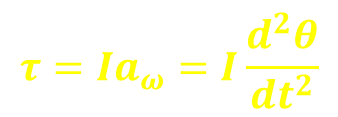 τ = Ia_ω = I d²θ/dt²